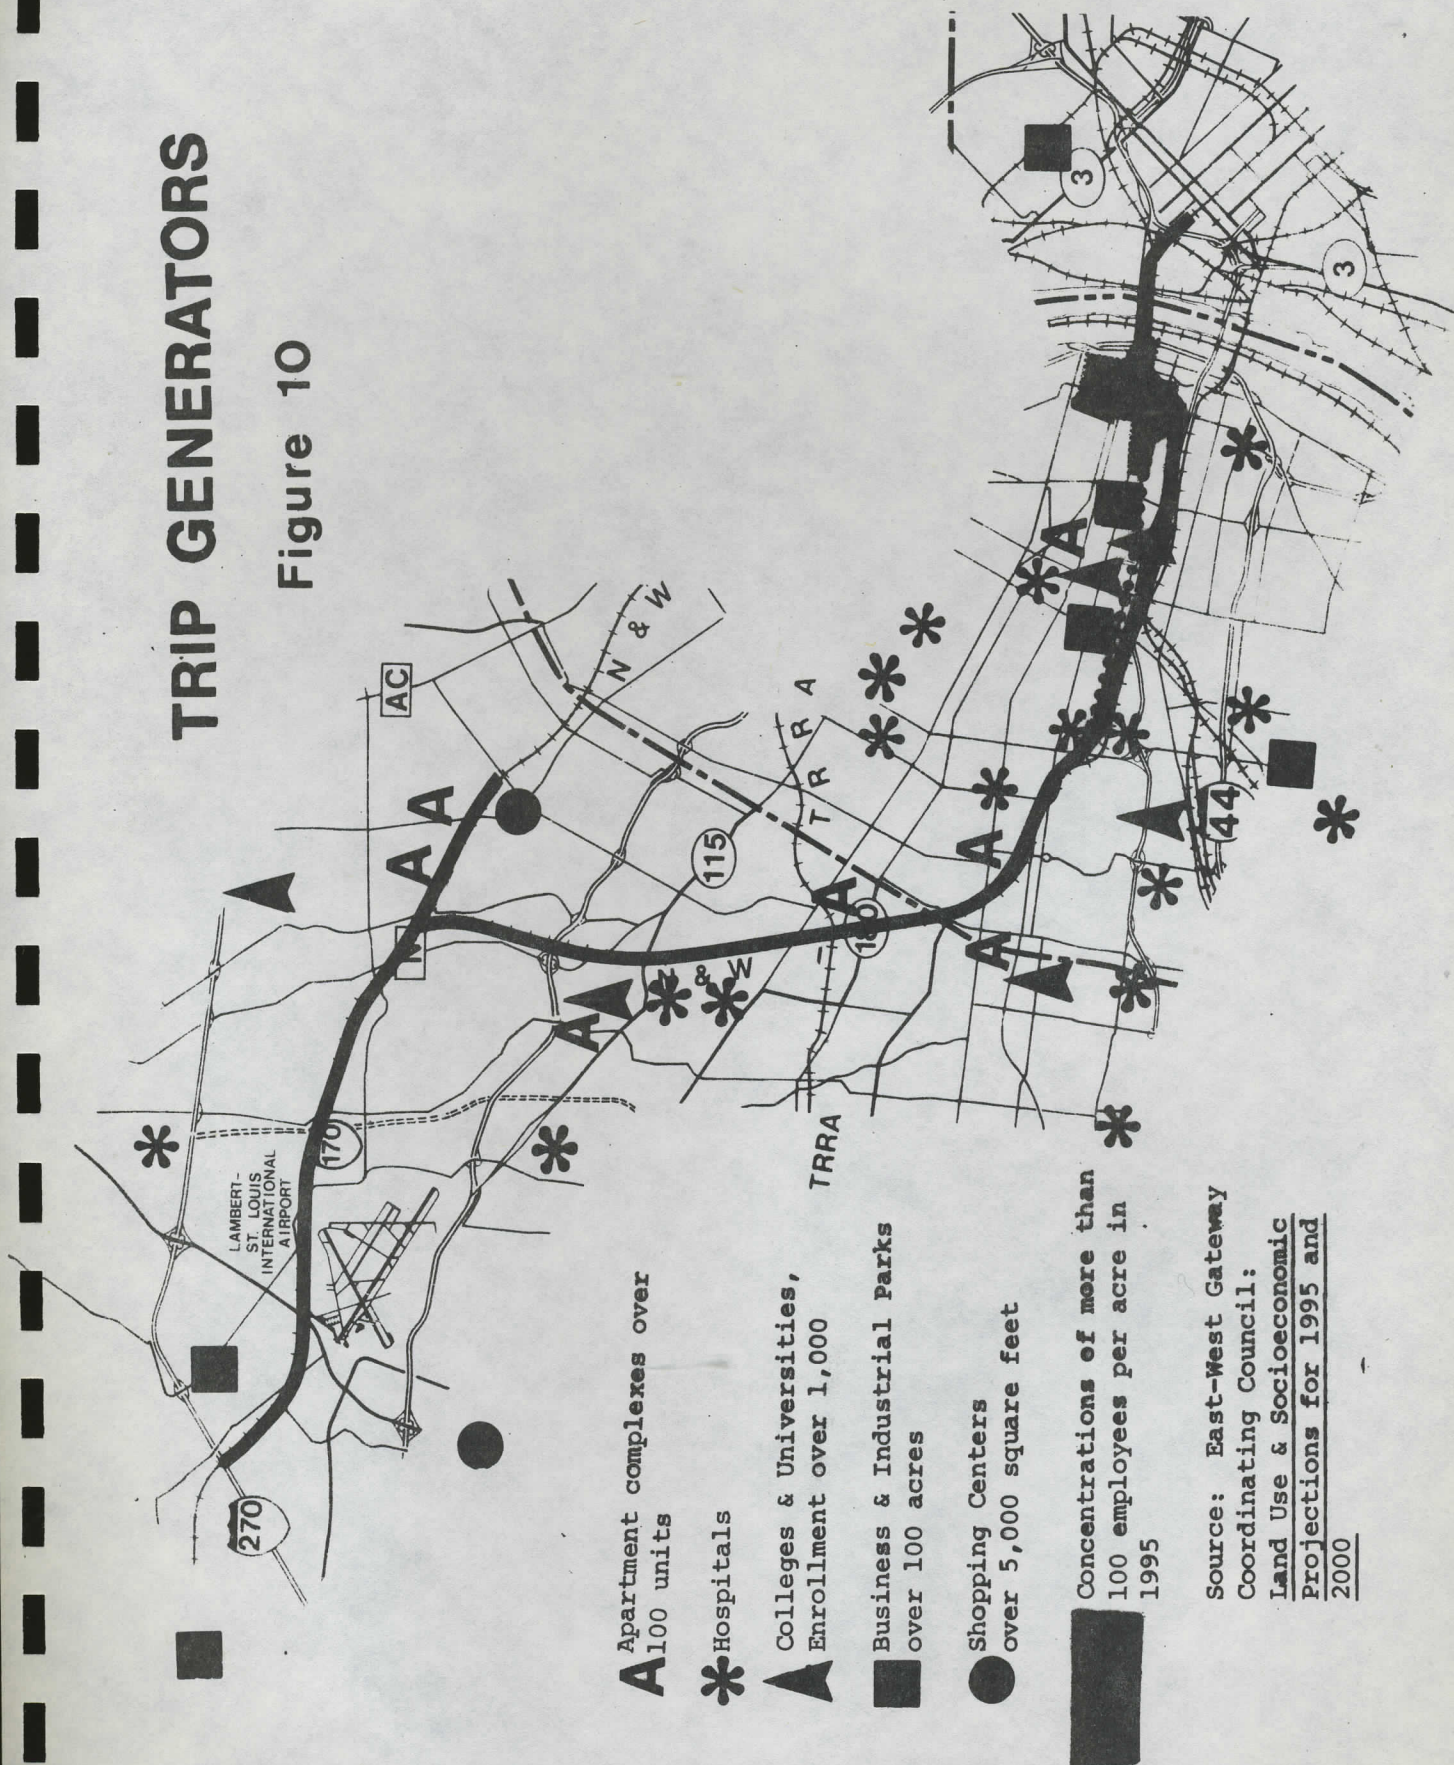 TRIP GENERATORS
Figure 10
AC
N & W
N
115
T R R A
180
N & W
3
3
44
170
LAMBERT-
ST. LOUIS
INTERNATIONAL
AIRPORT
TRRA
270
A
A
A
A
A
A
A
A Apartment complexes over
100 units
Hospitals
Colleges & Universities,
Enrollment over 1,000
Business & Industrial Parks
over 100 acres
Shopping Centers
over 5,000 square feet
Concentrations of more than
100 employees per acre in
1995
Source: East-West Gateway
Coordinating Council:
Land Use & Socioeconomic
Projections for 1995 and
2000